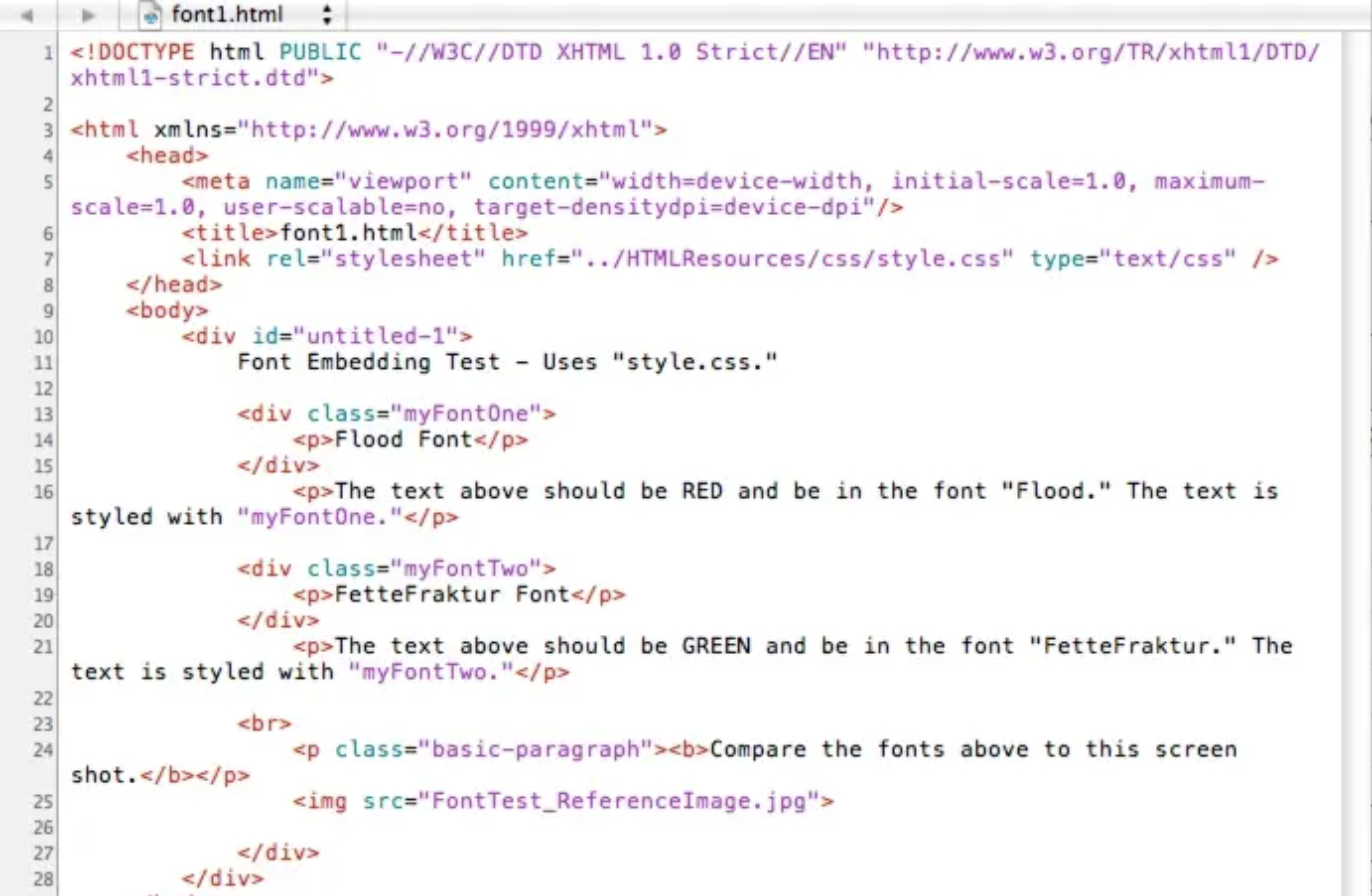 font1.html
1 <!DOCTYPE html PUBLIC "-//W3C//DTD XHTML 1.0 Strict//EN" "http://www.w3.org/TR/xhtml1/DTD/
xhtml1-strict.dtd">
2
3 <html xmlns="http://www.w3.org/1999/xhtml">
4     <head>
5         <meta name="viewport" content="width=device-width, initial-scale=1.0, maximum-
scale=1.0, user-scalable=no, target-densitydpi=device-dpi"/>
6         <title>font1.html</title>
7         <link rel="stylesheet" href="../HTMLResources/css/style.css" type="text/css" />
8     </head>
9     <body>
10         <div id="untitled-1">
11             Font Embedding Test - Uses "style.css."
12
13             <div class="myFontOne">
14                 <p>Flood Font</p>
15             </div>
16                 <p>The text above should be RED and be in the font "Flood." The text is
styled with "myFontOne."</p>
17
18             <div class="myFontTwo">
19                 <p>FetteFraktur Font</p>
20             </div>
21                 <p>The text above should be GREEN and be in the font "FetteFraktur." The
text is styled with "myFontTwo."</p>
22
23             <br>
24                 <p class="basic-paragraph"><b>Compare the fonts above to this screen
shot.</b></p>
25                 <img src="FontTest_ReferenceImage.jpg">
26
27             </div>
28         </div>